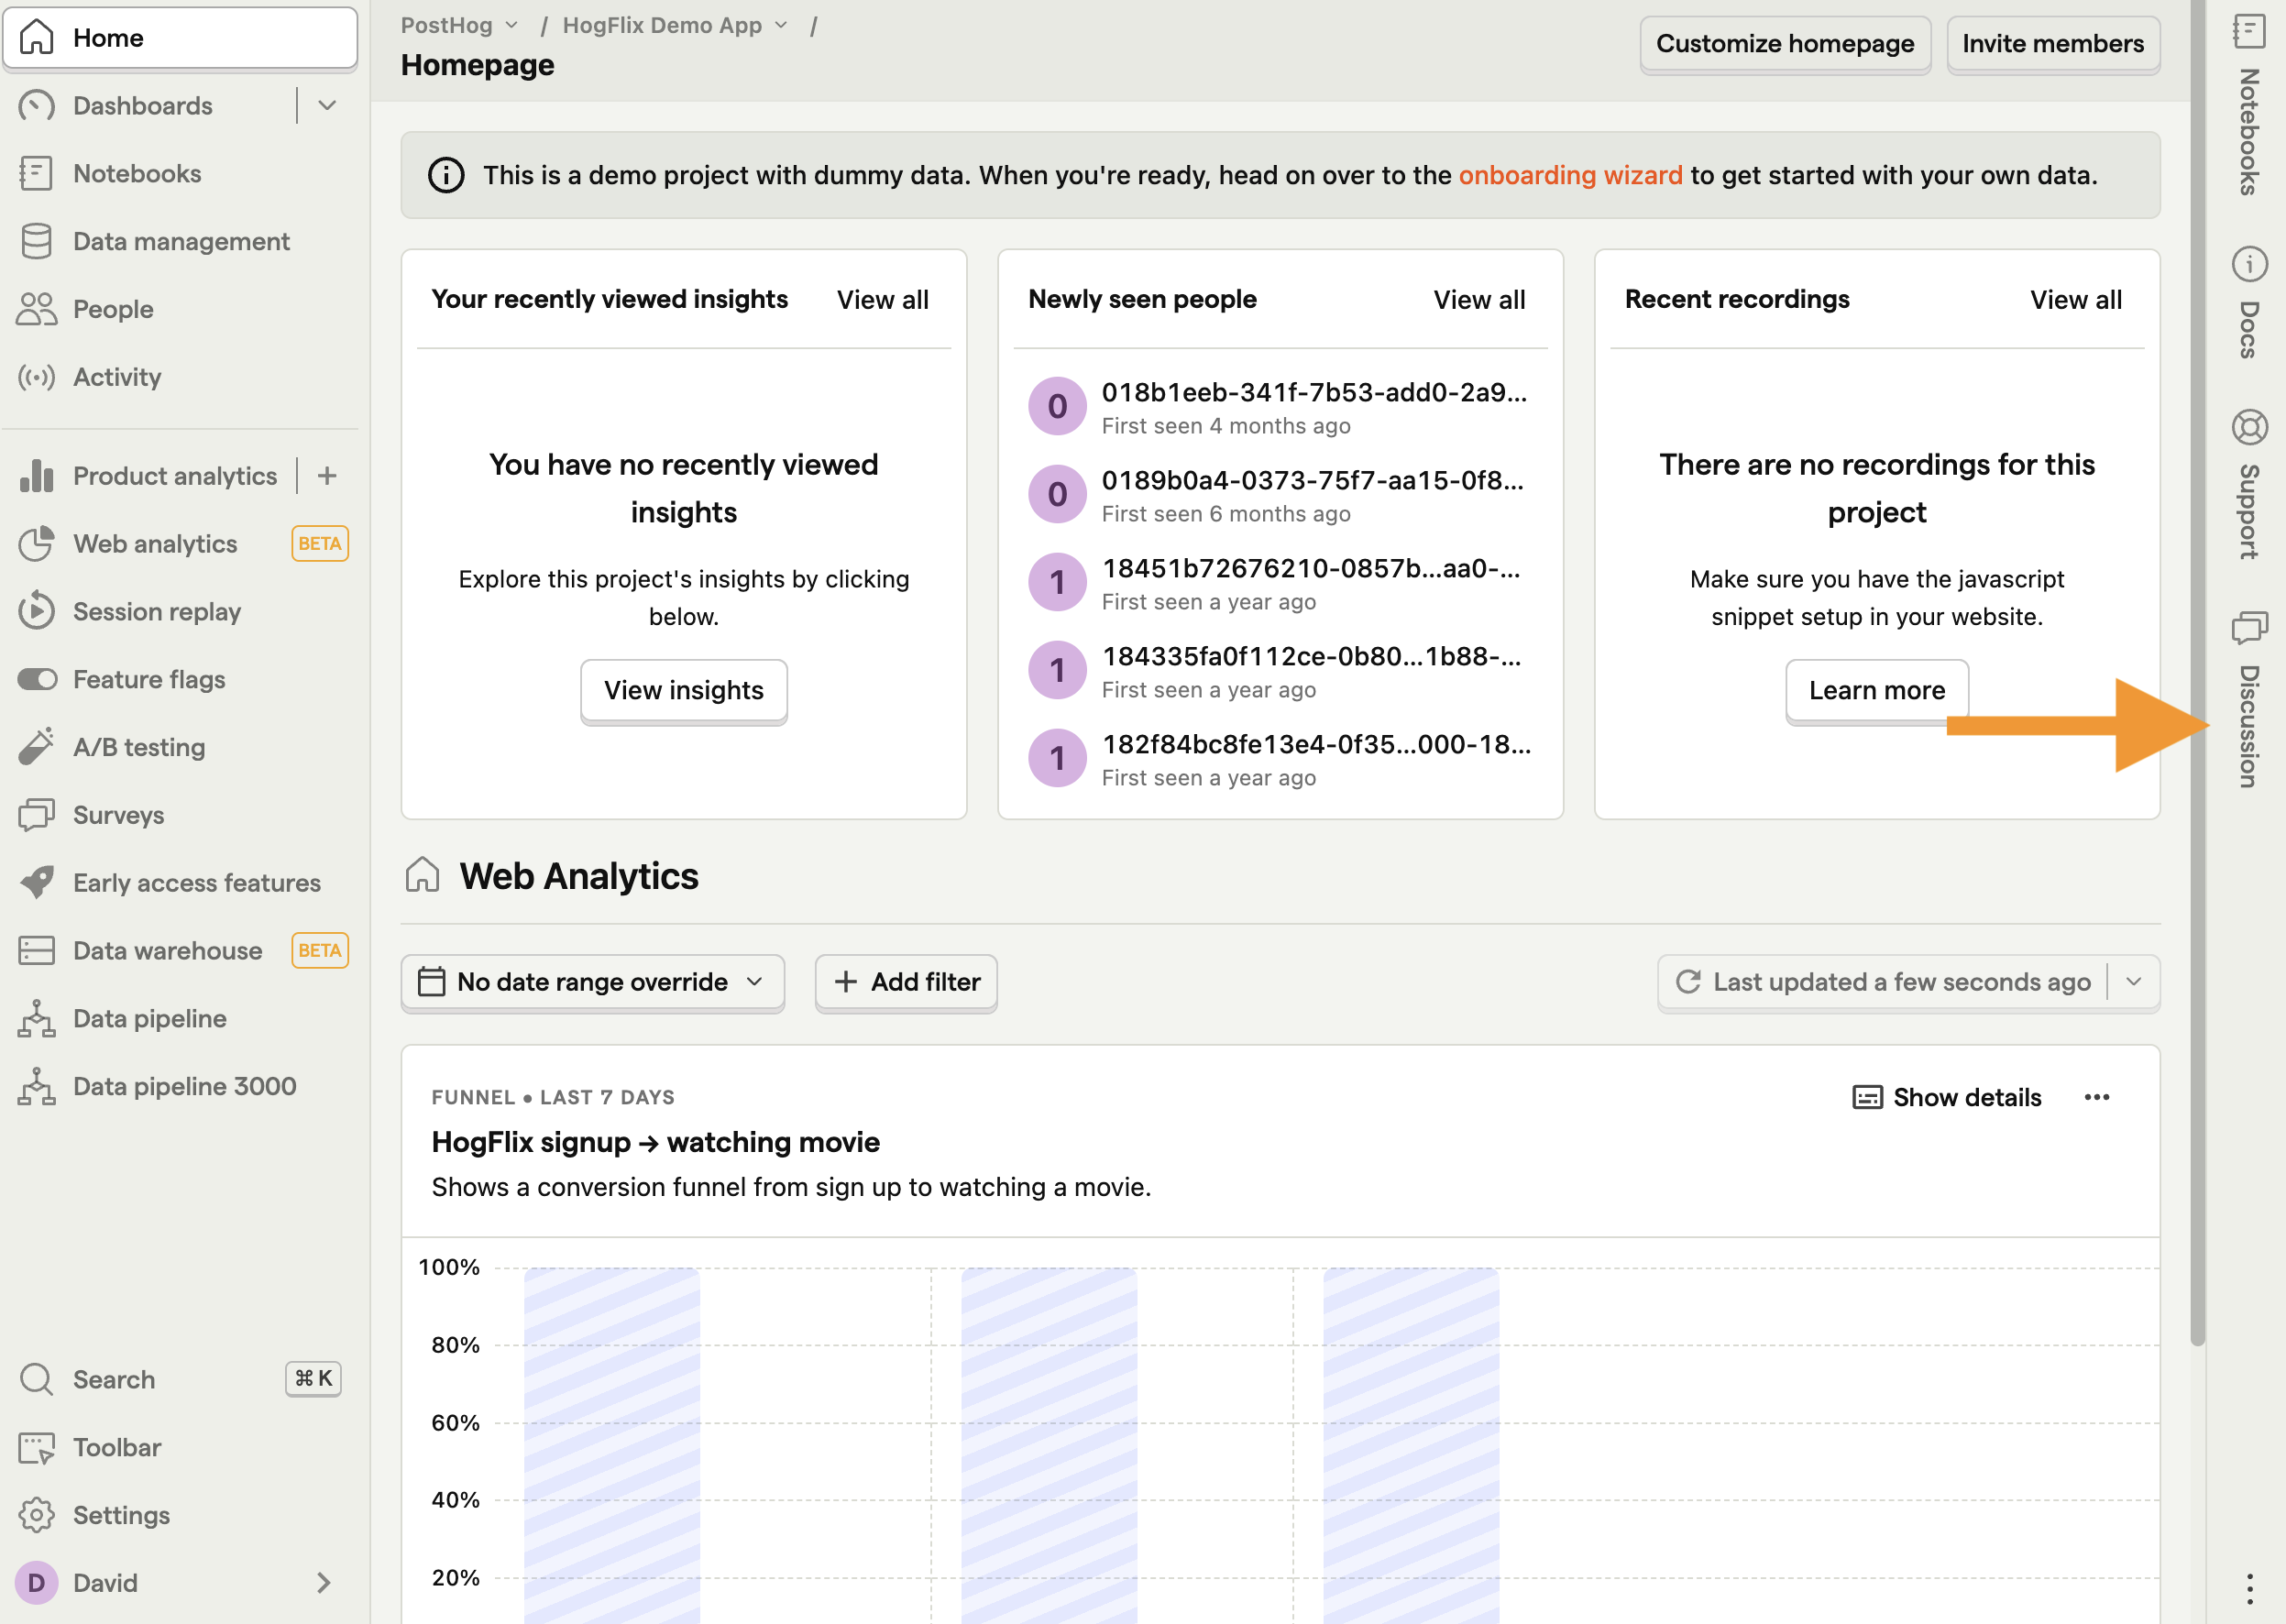 Home
Dashboards
Notebooks
Data management
People
Activity
Product analytics
Web analytics BETA
Session replay
Feature flags
A/B testing
Surveys
Early access features
Data warehouse BETA
Data pipeline
Data pipeline 3000
Search ⌘ K
Toolbar
Settings
D David
PostHog / HogFlix Demo App /
Homepage
Customize homepage
Invite members
This is a demo project with dummy data. When you're ready, head on over to the onboarding wizard to get started with your own data.
Your recently viewed insights View all
You have no recently viewed
insights
Explore this project's insights by clicking
below.
View insights
Newly seen people View all
0 018b1eeb-341f-7b53-add0-2a9...
First seen 4 months ago
0 0189b0a4-0373-75f7-aa15-0f8...
First seen 6 months ago
1 18451b72676210-0857b...aa0-...
First seen a year ago
1 184335fa0f112ce-0b80...1b88-...
First seen a year ago
1 182f84bc8fe13e4-0f35...000-18...
First seen a year ago
Recent recordings View all
There are no recordings for this
project
Make sure you have the javascript
snippet setup in your website.
Learn more
Web Analytics
No date range override
+ Add filter
Last updated a few seconds ago
FUNNEL • LAST 7 DAYS
Show details
HogFlix signup → watching movie
Shows a conversion funnel from sign up to watching a movie.
100%
80%
60%
40%
20%
Notebooks
Docs
Support
Discussion